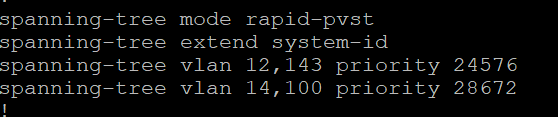 spanning-tree mode rapid-pvst
spanning-tree extend system-id
spanning-tree vlan 12,143 priority 24576
spanning-tree vlan 14,100 priority 28672
!